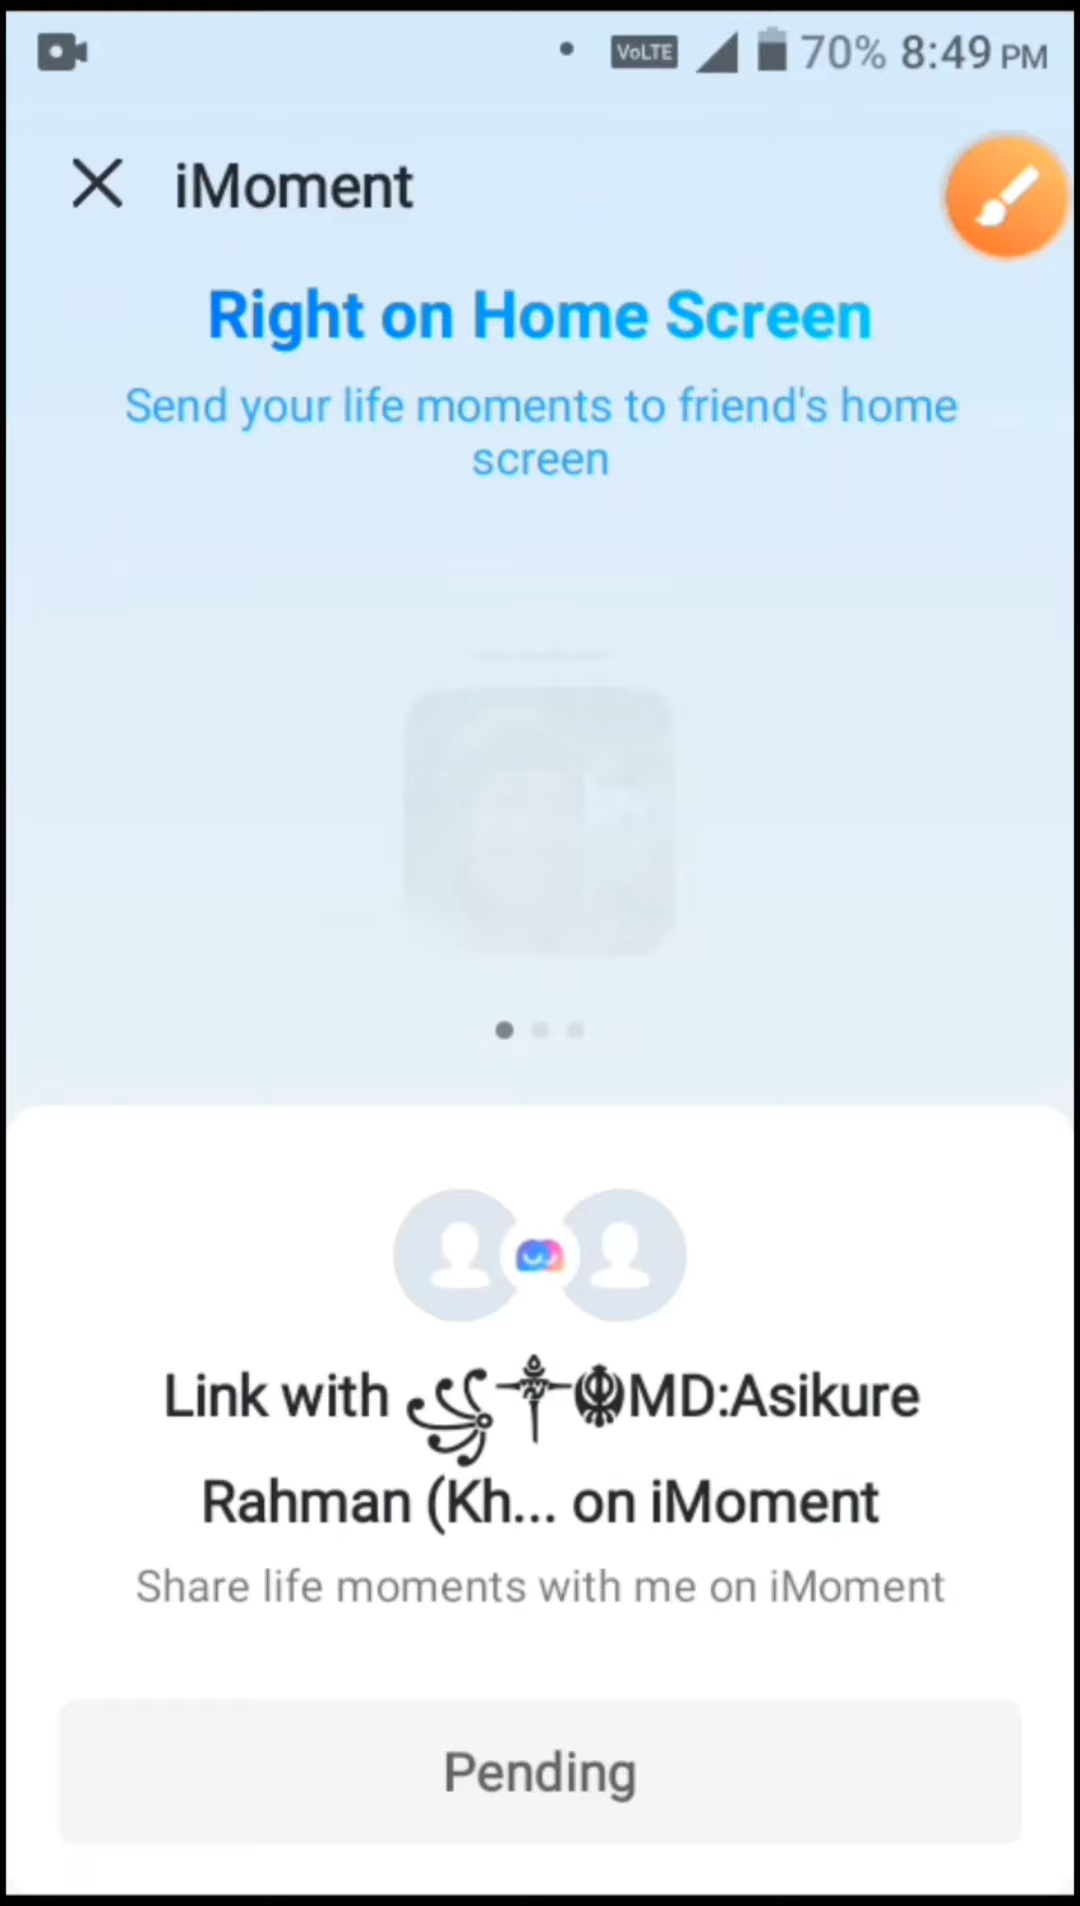 VoLTE 70% 8:49 PM
iMoment
Right on Home Screen
Send your life moments to friend's home
screen
Link with ꧁༒☬MD:Asikure
Rahman (Kh... on iMoment
Share life moments with me on iMoment
Pending